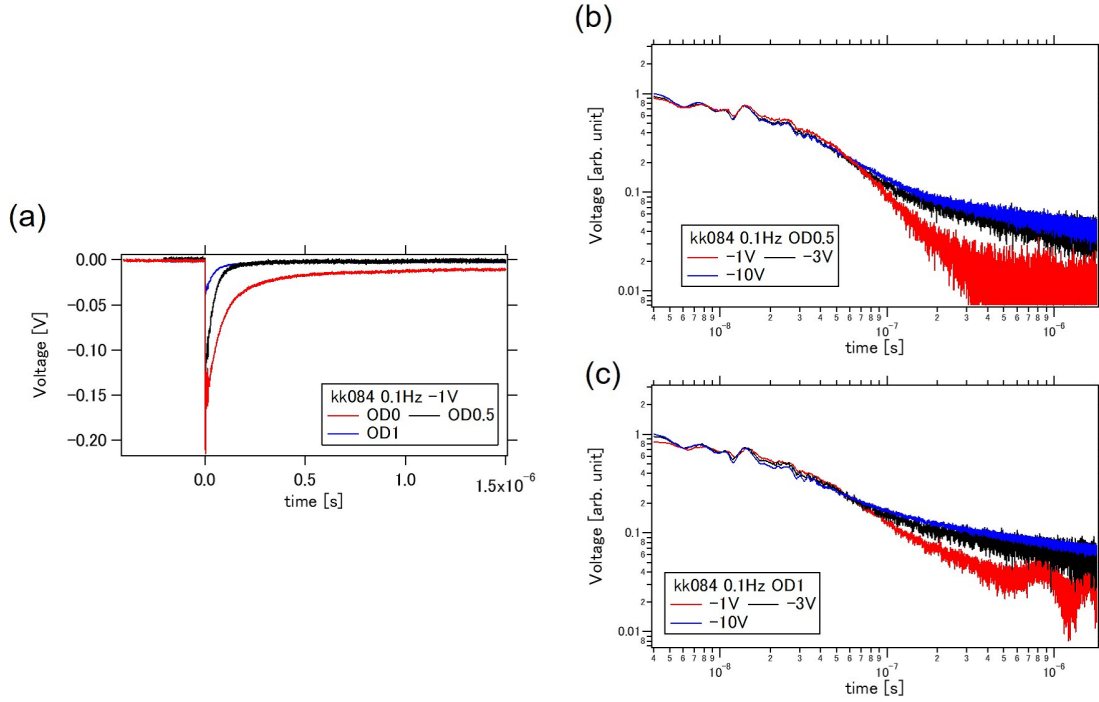 (a)
0.00
−0.05
−0.10
−0.15
−0.20
Voltage [V]
kk084 0.1Hz −1V
OD0 OD0.5
OD1
0.0 0.5 1.0 1.5x10⁻⁶
time [s]
(b)
2
1
8
6
4
2
0.1
8
6
4
2
0.01
Voltage [arb. unit]
kk084 0.1Hz OD0.5
−1V −3V
−10V
4 5 6 7 8 9 10⁻⁸ 2 3 4 5 6 7 8 9 10⁻⁷ 2 3 4 5 6 7 8 9 10⁻⁶
time [s]
(c)
2
1
8
6
4
2
0.1
8
6
4
2
0.01
Voltage [arb. unit]
kk084 0.1Hz OD1
−1V −3V
−10V
4 5 6 7 8 9 10⁻⁸ 2 3 4 5 6 7 8 9 10⁻⁷ 2 3 4 5 6 7 8 9 10⁻⁶
time [s]